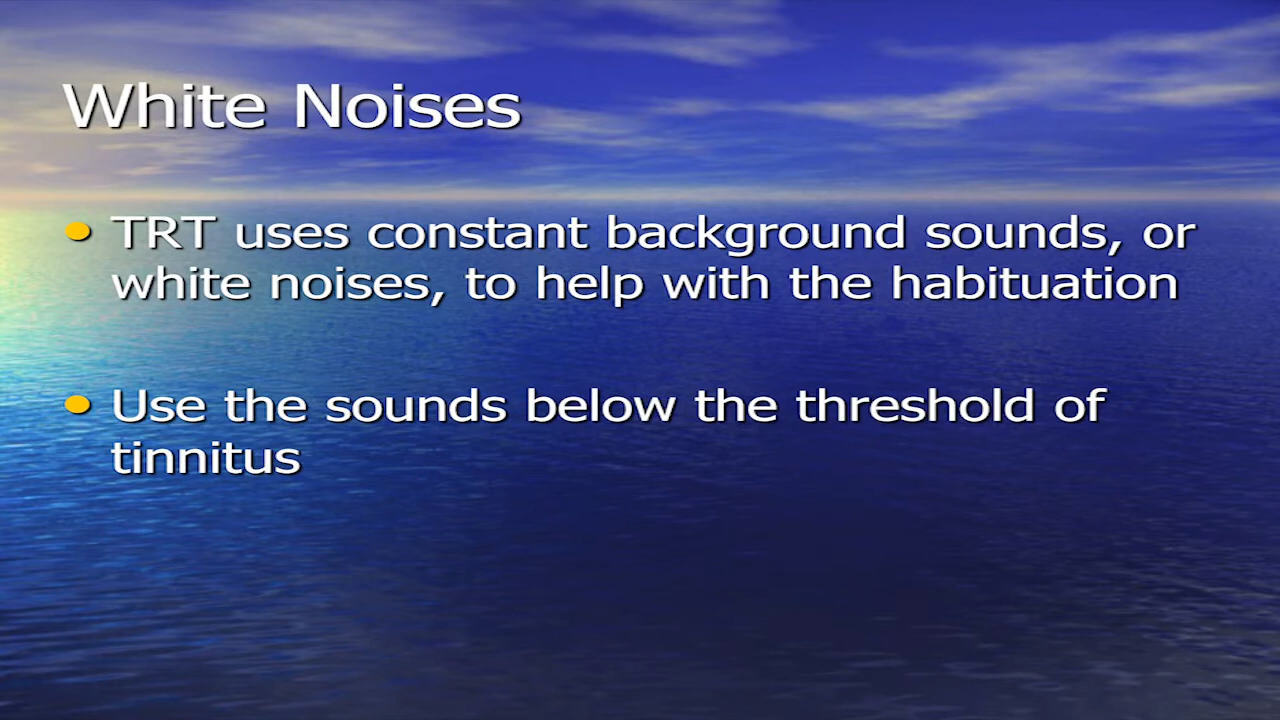 White Noises
TRT uses constant background sounds, or
white noises, to help with the habituation
Use the sounds below the threshold of
tinnitus